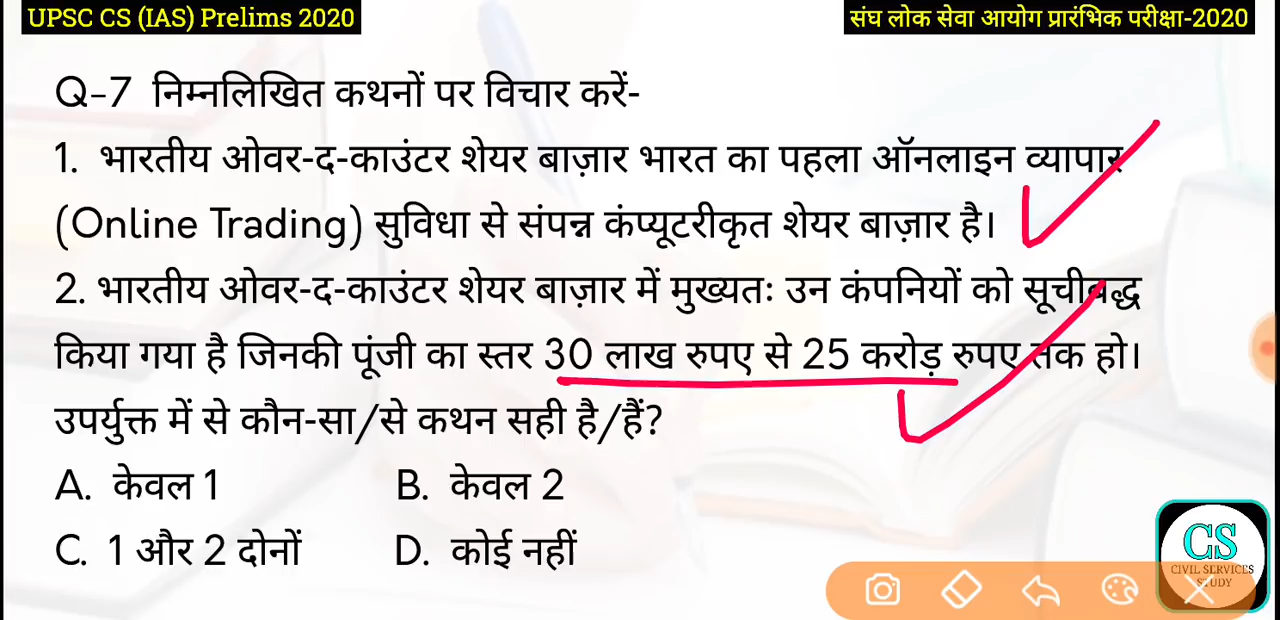 UPSC CS (IAS) Prelims 2020
संघ लोक सेवा आयोग प्रारंभिक परीक्षा-2020
Q-7 निम्नलिखित कथनों पर विचार करें-
1. भारतीय ओवर-द-काउंटर शेयर बाज़ार भारत का पहला ऑनलाइन व्यापार
(Online Trading) सुविधा से संपन्न कंप्यूटरीकृत शेयर बाज़ार है।
2. भारतीय ओवर-द-काउंटर शेयर बाज़ार में मुख्यतः उन कंपनियों को सूचीबद्ध
किया गया है जिनकी पूंजी का स्तर 30 लाख रुपए से 25 करोड़ रुपए तक हो।
उपर्युक्त में से कौन-सा/से कथन सही है/हैं?
A. केवल 1 B. केवल 2
C. 1 और 2 दोनों D. कोई नहीं
CS
CIVIL SERVICES
STUDY